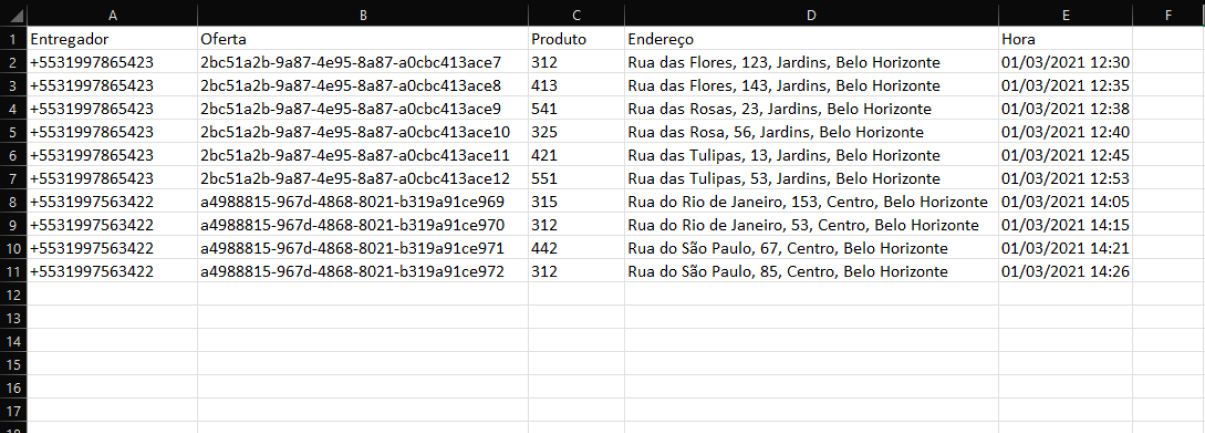 A B C D E F
1 Entregador Oferta Produto Endereço Hora
2 +5531997865423 2bc51a2b-9a87-4e95-8a87-a0cbc413ace7 312 Rua das Flores, 123, Jardins, Belo Horizonte 01/03/2021 12:30
3 +5531997865423 2bc51a2b-9a87-4e95-8a87-a0cbc413ace8 413 Rua das Flores, 143, Jardins, Belo Horizonte 01/03/2021 12:35
4 +5531997865423 2bc51a2b-9a87-4e95-8a87-a0cbc413ace9 541 Rua das Rosas, 23, Jardins, Belo Horizonte 01/03/2021 12:38
5 +5531997865423 2bc51a2b-9a87-4e95-8a87-a0cbc413ace10 325 Rua das Rosa, 56, Jardins, Belo Horizonte 01/03/2021 12:40
6 +5531997865423 2bc51a2b-9a87-4e95-8a87-a0cbc413ace11 421 Rua das Tulipas, 13, Jardins, Belo Horizonte 01/03/2021 12:45
7 +5531997865423 2bc51a2b-9a87-4e95-8a87-a0cbc413ace12 551 Rua das Tulipas, 53, Jardins, Belo Horizonte 01/03/2021 12:53
8 +5531997563422 a4988815-967d-4868-8021-b319a91ce969 315 Rua do Rio de Janeiro, 153, Centro, Belo Horizonte 01/03/2021 14:05
9 +5531997563422 a4988815-967d-4868-8021-b319a91ce970 312 Rua do Rio de Janeiro, 53, Centro, Belo Horizonte 01/03/2021 14:15
10 +5531997563422 a4988815-967d-4868-8021-b319a91ce971 442 Rua do São Paulo, 67, Centro, Belo Horizonte 01/03/2021 14:21
11 +5531997563422 a4988815-967d-4868-8021-b319a91ce972 312 Rua do São Paulo, 85, Centro, Belo Horizonte 01/03/2021 14:26
12
13
14
15
16
17
18